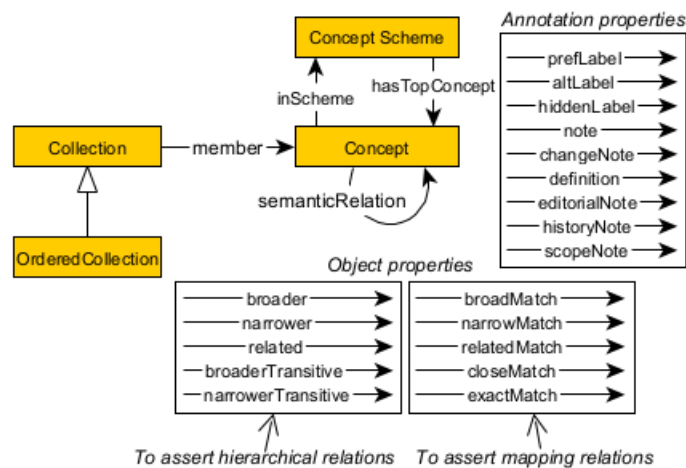 Annotation properties
Concept Scheme
prefLabel
altLabel
hiddenLabel
note
changeNote
definition
editorialNote
historyNote
scopeNote
inScheme
hasTopConcept
Collection
member
Concept
semanticRelation
OrderedCollection
Object properties
broader
narrower
related
broaderTransitive
narrowerTransitive
broadMatch
narrowMatch
relatedMatch
closeMatch
exactMatch
To assert hierarchical relations
To assert mapping relations